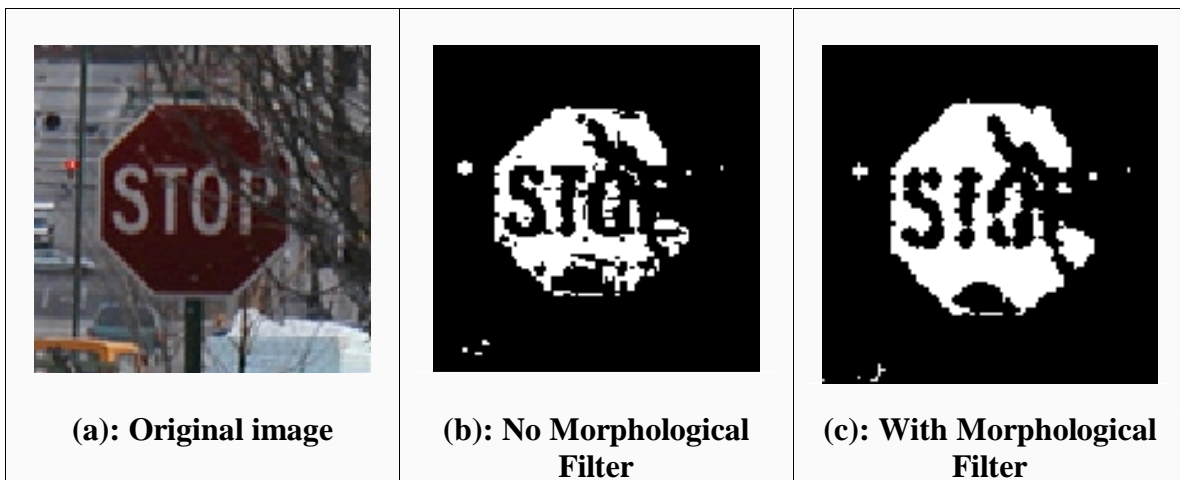 STOP
(a): Original image
(b): No Morphological
Filter
(c): With Morphological
Filter